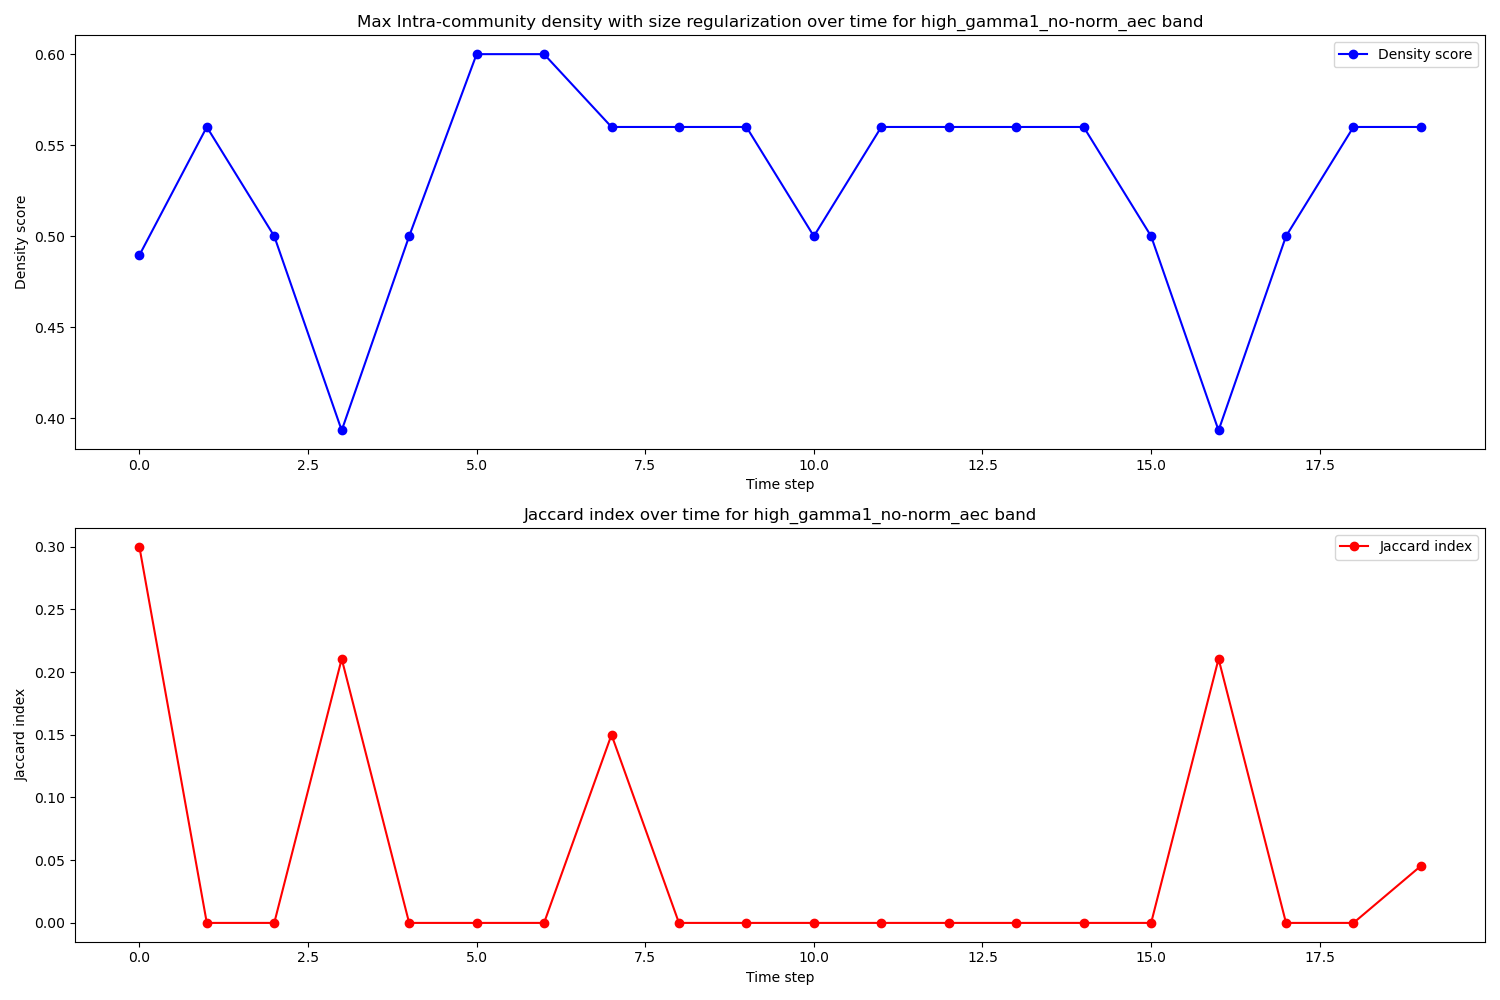 Max Intra-community density with size regularization over time for high_gamma1_no-norm_aec band
Density score
0.60
0.55
0.50
0.45
0.40
Density score
0.0 2.5 5.0 7.5 10.0 12.5 15.0 17.5
Time step
Jaccard index over time for high_gamma1_no-norm_aec band
Jaccard index
0.30
0.25
0.20
0.15
0.10
0.05
0.00
Jaccard index
0.0 2.5 5.0 7.5 10.0 12.5 15.0 17.5
Time step